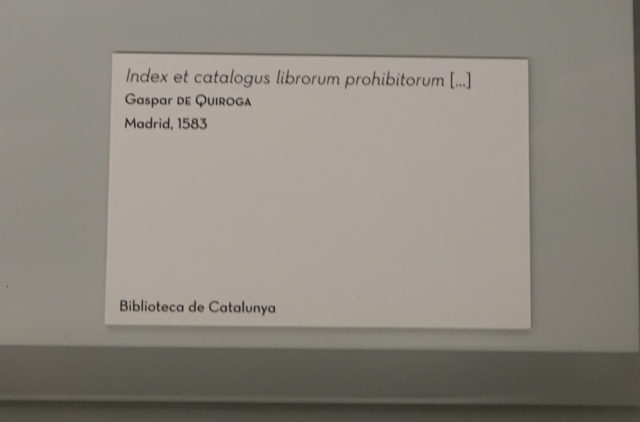 Index et catalogus librorum prohibitorum [...]
Gaspar DE QUIROGA
Madrid, 1583
Biblioteca de Catalunya